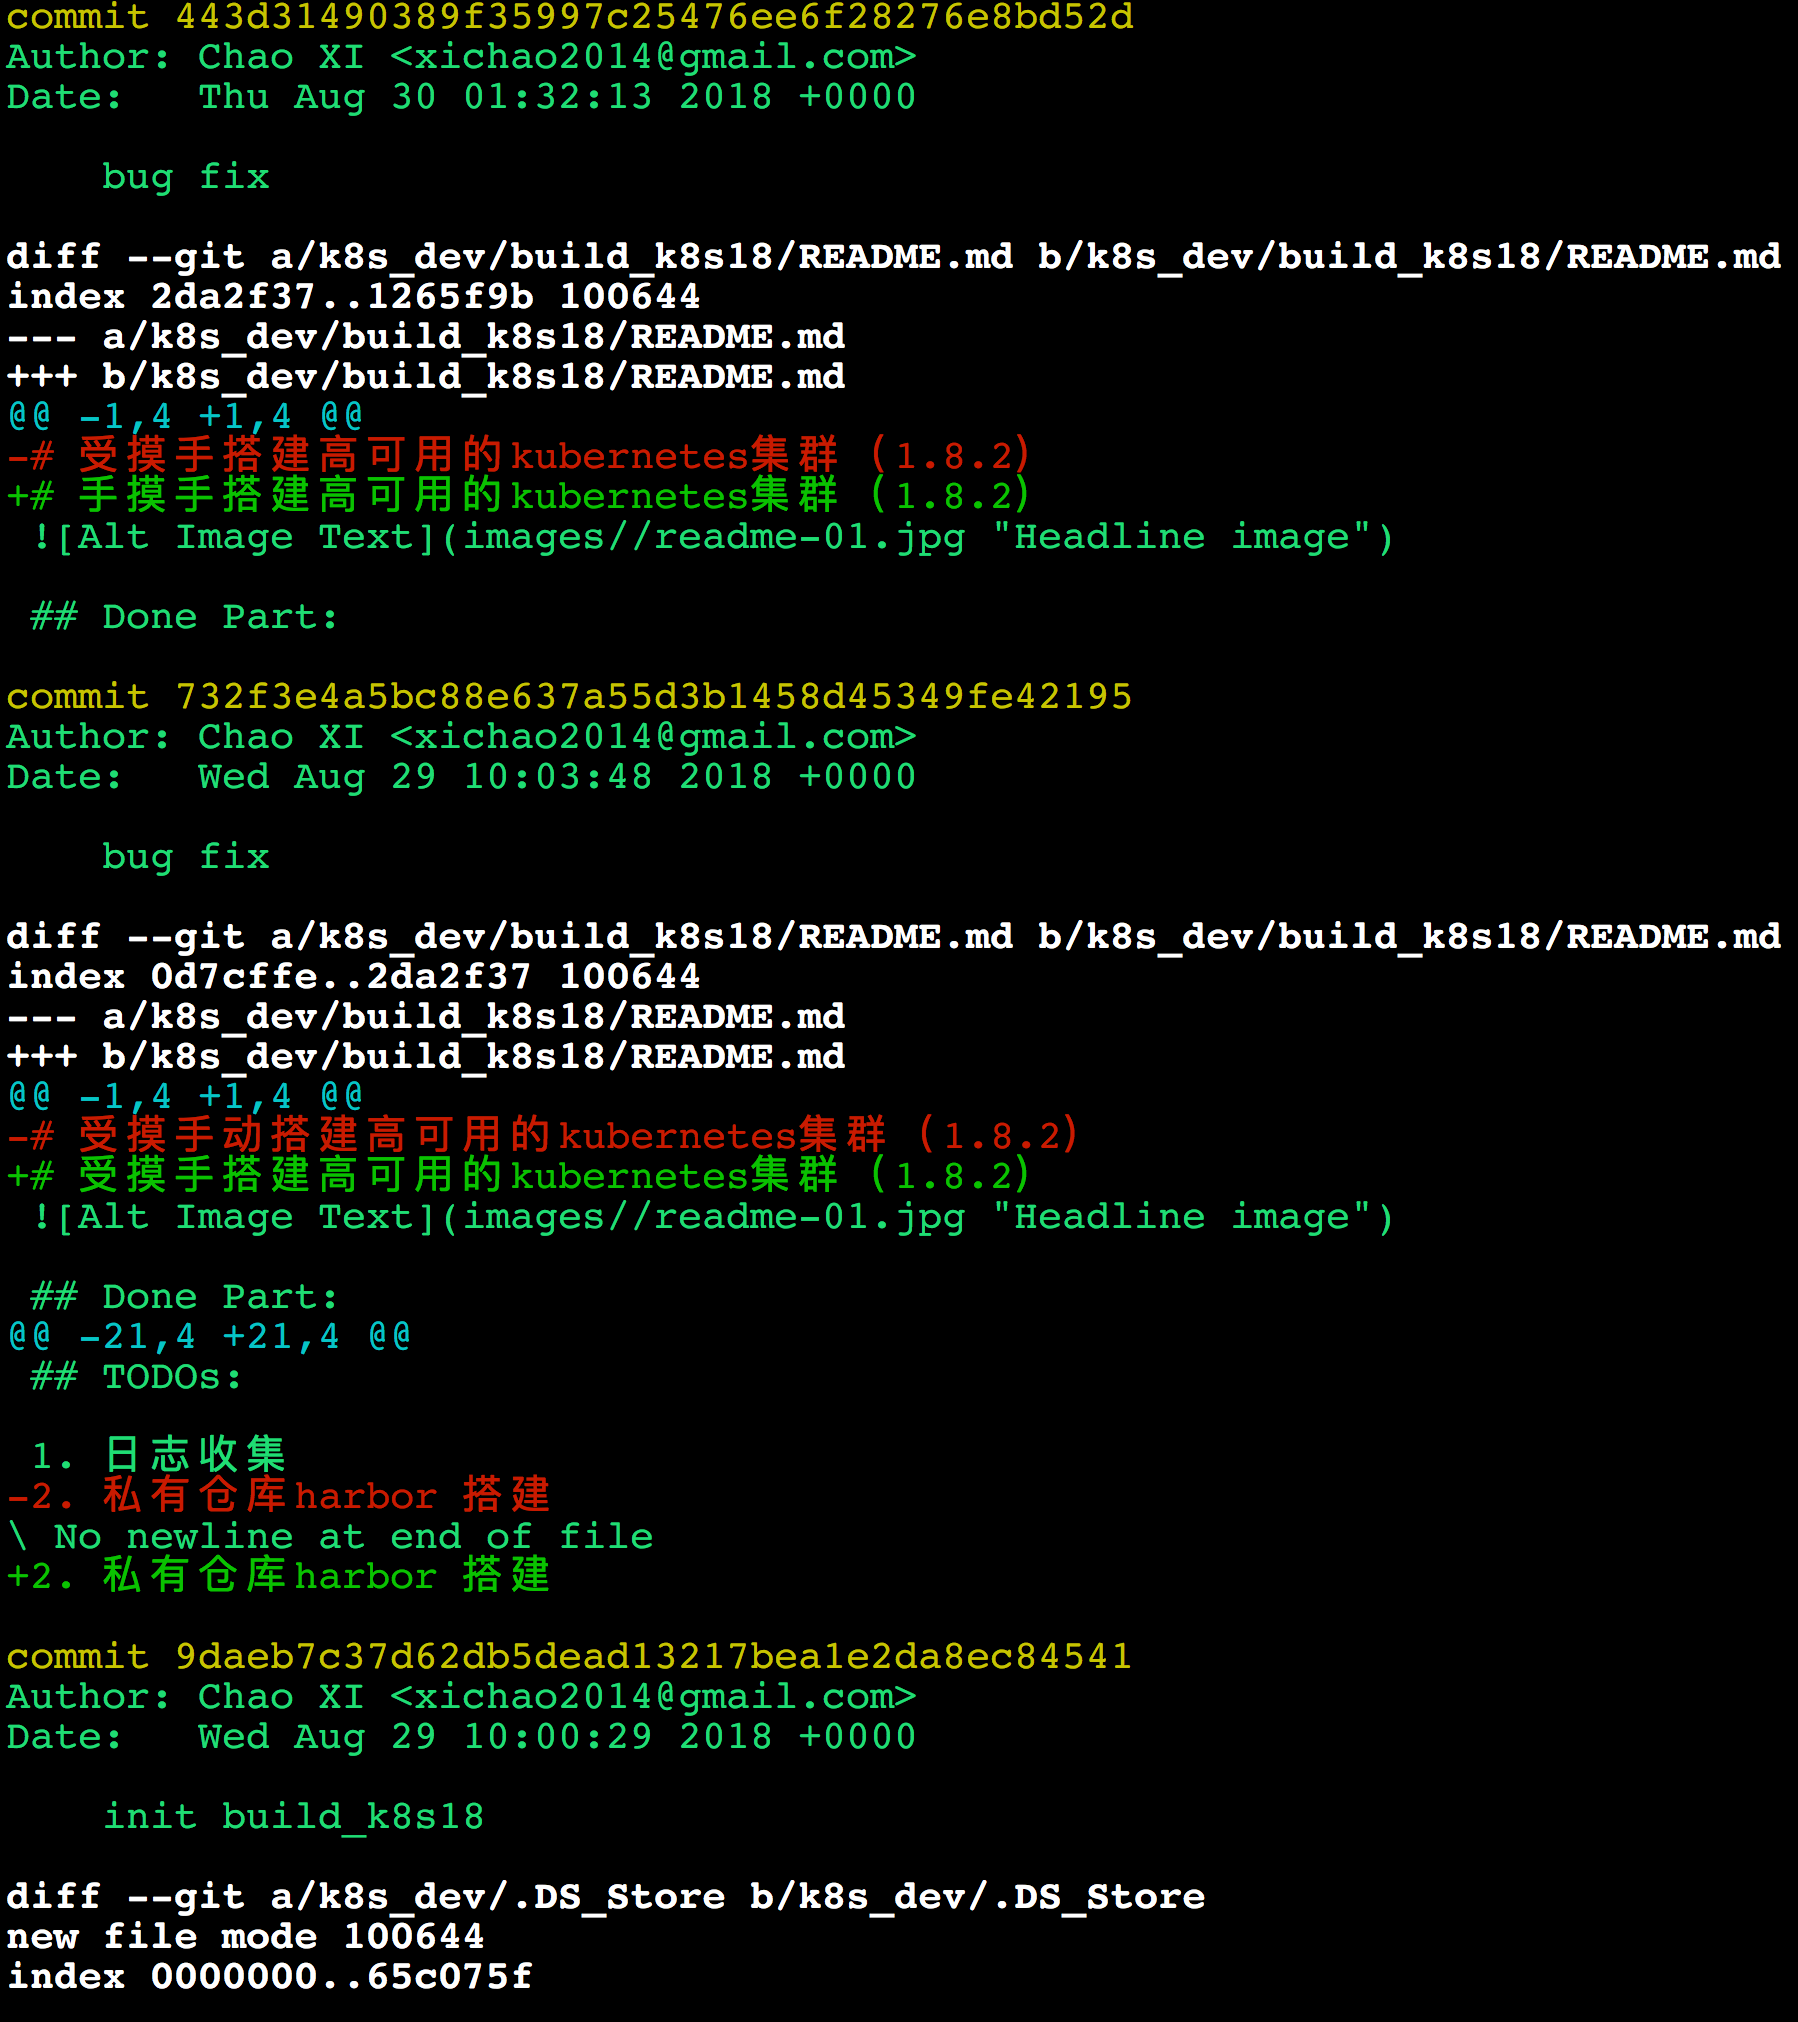 commit 443d31490389f35997c25476ee6f28276e8bd52d
Author: Chao XI <xichao2014@gmail.com>
Date:   Thu Aug 30 01:32:13 2018 +0000

    bug fix

diff --git a/k8s_dev/build_k8s18/README.md b/k8s_dev/build_k8s18/README.md
index 2da2f37..1265f9b 100644
--- a/k8s_dev/build_k8s18/README.md
+++ b/k8s_dev/build_k8s18/README.md
@@ -1,4 +1,4 @@
-# 受摸手搭建高可用的kubernetes集群（1.8.2）
+# 手摸手搭建高可用的kubernetes集群（1.8.2）
 ![Alt Image Text](images//readme-01.jpg "Headline image")

 ## Done Part:

commit 732f3e4a5bc88e637a55d3b1458d45349fe42195
Author: Chao XI <xichao2014@gmail.com>
Date:   Wed Aug 29 10:03:48 2018 +0000

    bug fix

diff --git a/k8s_dev/build_k8s18/README.md b/k8s_dev/build_k8s18/README.md
index 0d7cffe..2da2f37 100644
--- a/k8s_dev/build_k8s18/README.md
+++ b/k8s_dev/build_k8s18/README.md
@@ -1,4 +1,4 @@
-# 受摸手动搭建高可用的kubernetes集群（1.8.2）
+# 受摸手搭建高可用的kubernetes集群（1.8.2）
 ![Alt Image Text](images//readme-01.jpg "Headline image")

 ## Done Part:
@@ -21,4 +21,4 @@
 ## TODOs:

 1. 日志收集
-2. 私有仓库harbor 搭建
\ No newline at end of file
+2. 私有仓库harbor 搭建

commit 9daeb7c37d62db5dead13217bea1e2da8ec84541
Author: Chao XI <xichao2014@gmail.com>
Date:   Wed Aug 29 10:00:29 2018 +0000

    init build_k8s18

diff --git a/k8s_dev/.DS_Store b/k8s_dev/.DS_Store
new file mode 100644
index 0000000..65c075f